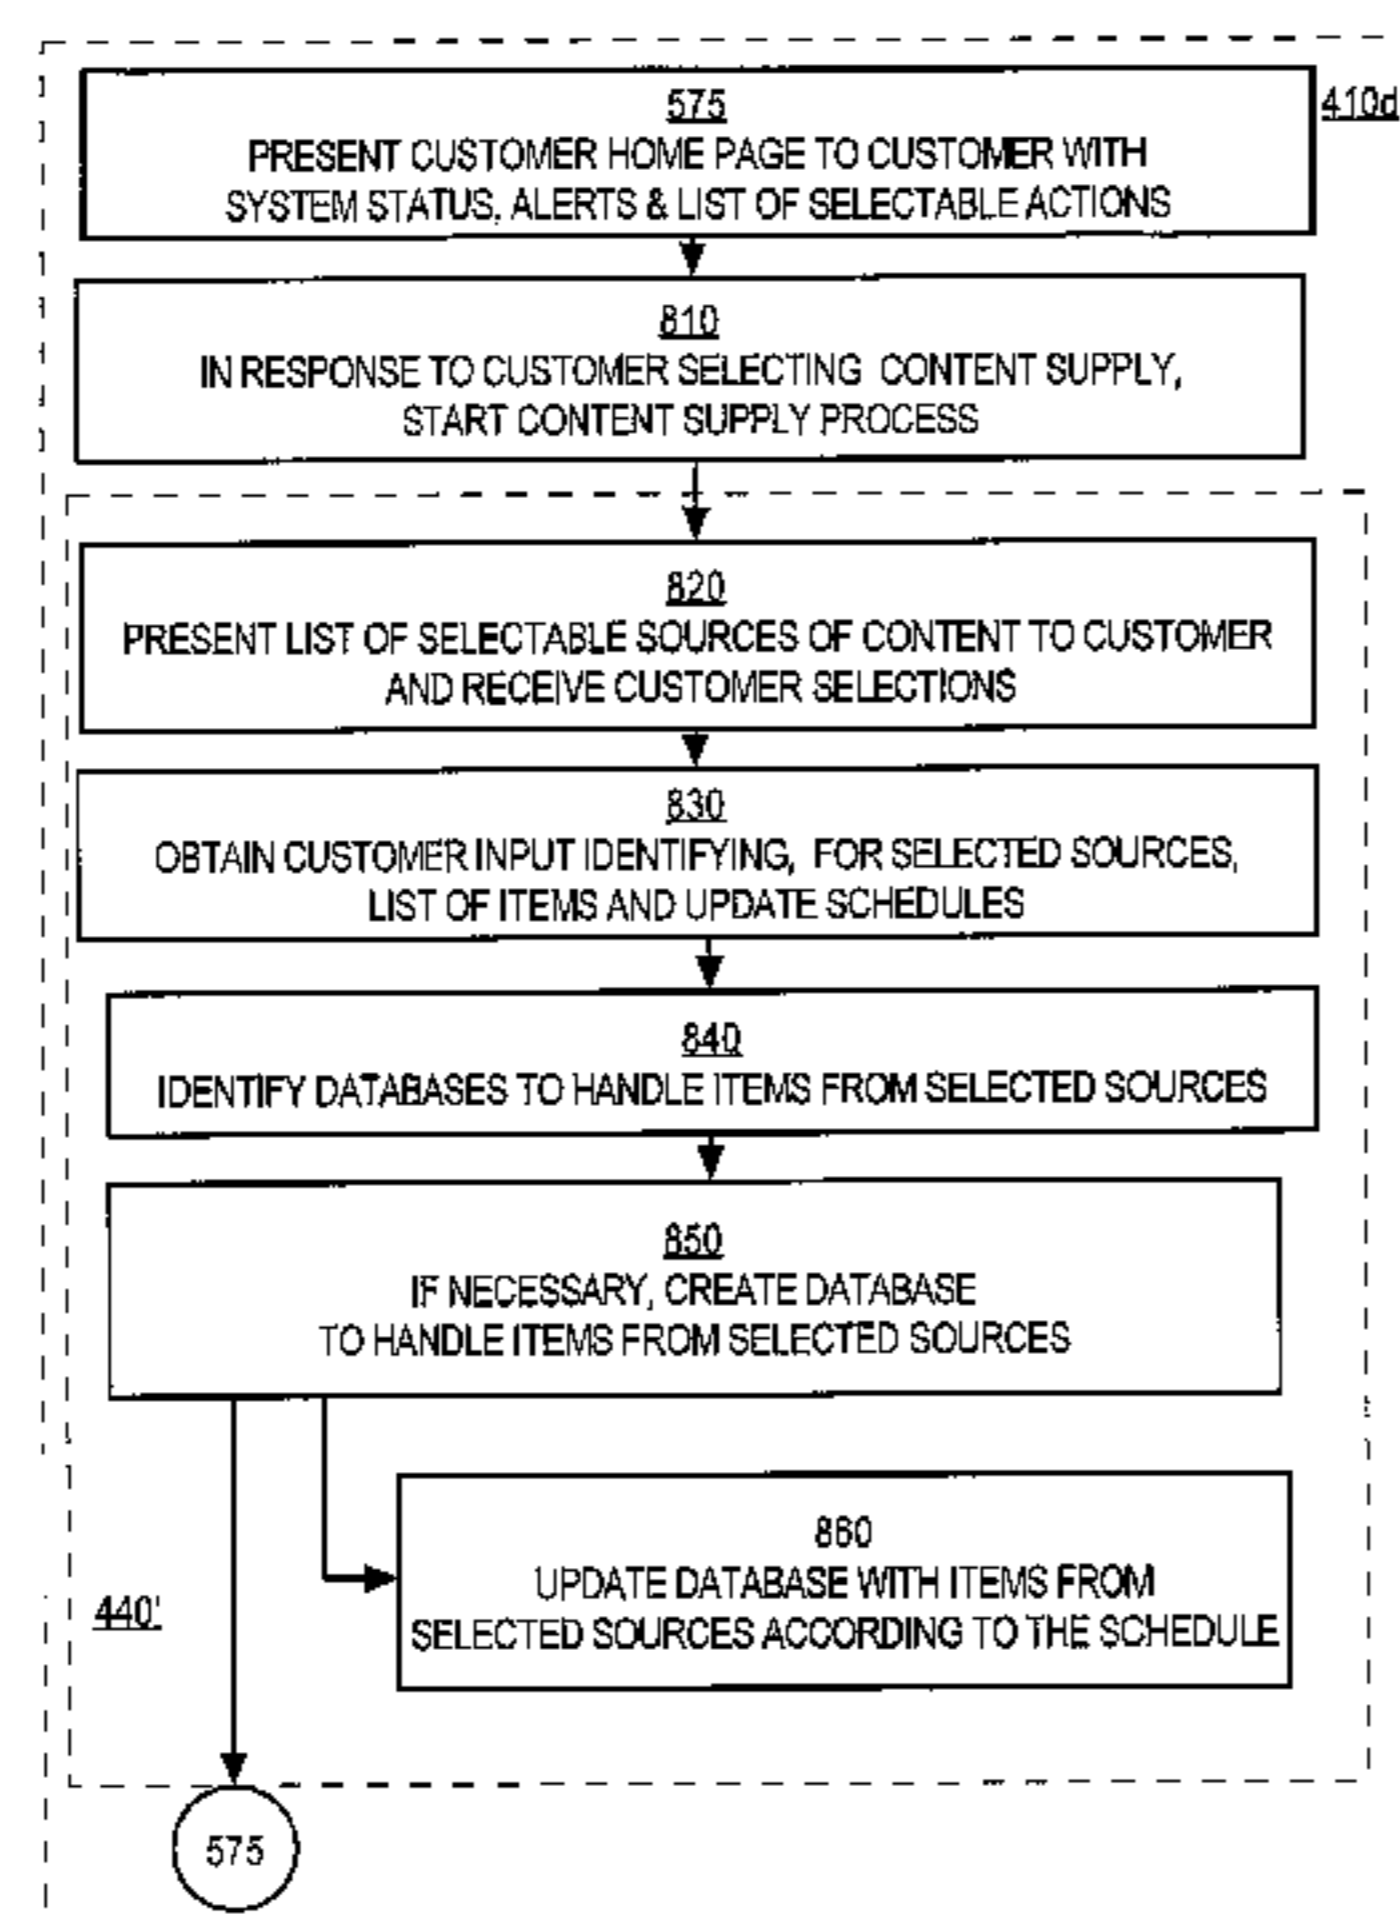 575
410d
PRESENT CUSTOMER HOME PAGE TO CUSTOMER WITH
SYSTEM STATUS, ALERTS & LIST OF SELECTABLE ACTIONS
810
IN RESPONSE TO CUSTOMER SELECTING CONTENT SUPPLY,
START CONTENT SUPPLY PROCESS
820
PRESENT LIST OF SELECTABLE SOURCES OF CONTENT TO CUSTOMER
AND RECEIVE CUSTOMER SELECTIONS
830
OBTAIN CUSTOMER INPUT IDENTIFYING, FOR SELECTED SOURCES,
LIST OF ITEMS AND UPDATE SCHEDULES
840
IDENTIFY DATABASES TO HANDLE ITEMS FROM SELECTED SOURCES
850
IF NECESSARY, CREATE DATABASE
TO HANDLE ITEMS FROM SELECTED SOURCES
860
UPDATE DATABASE WITH ITEMS FROM
SELECTED SOURCES ACCORDING TO THE SCHEDULE
440'
575